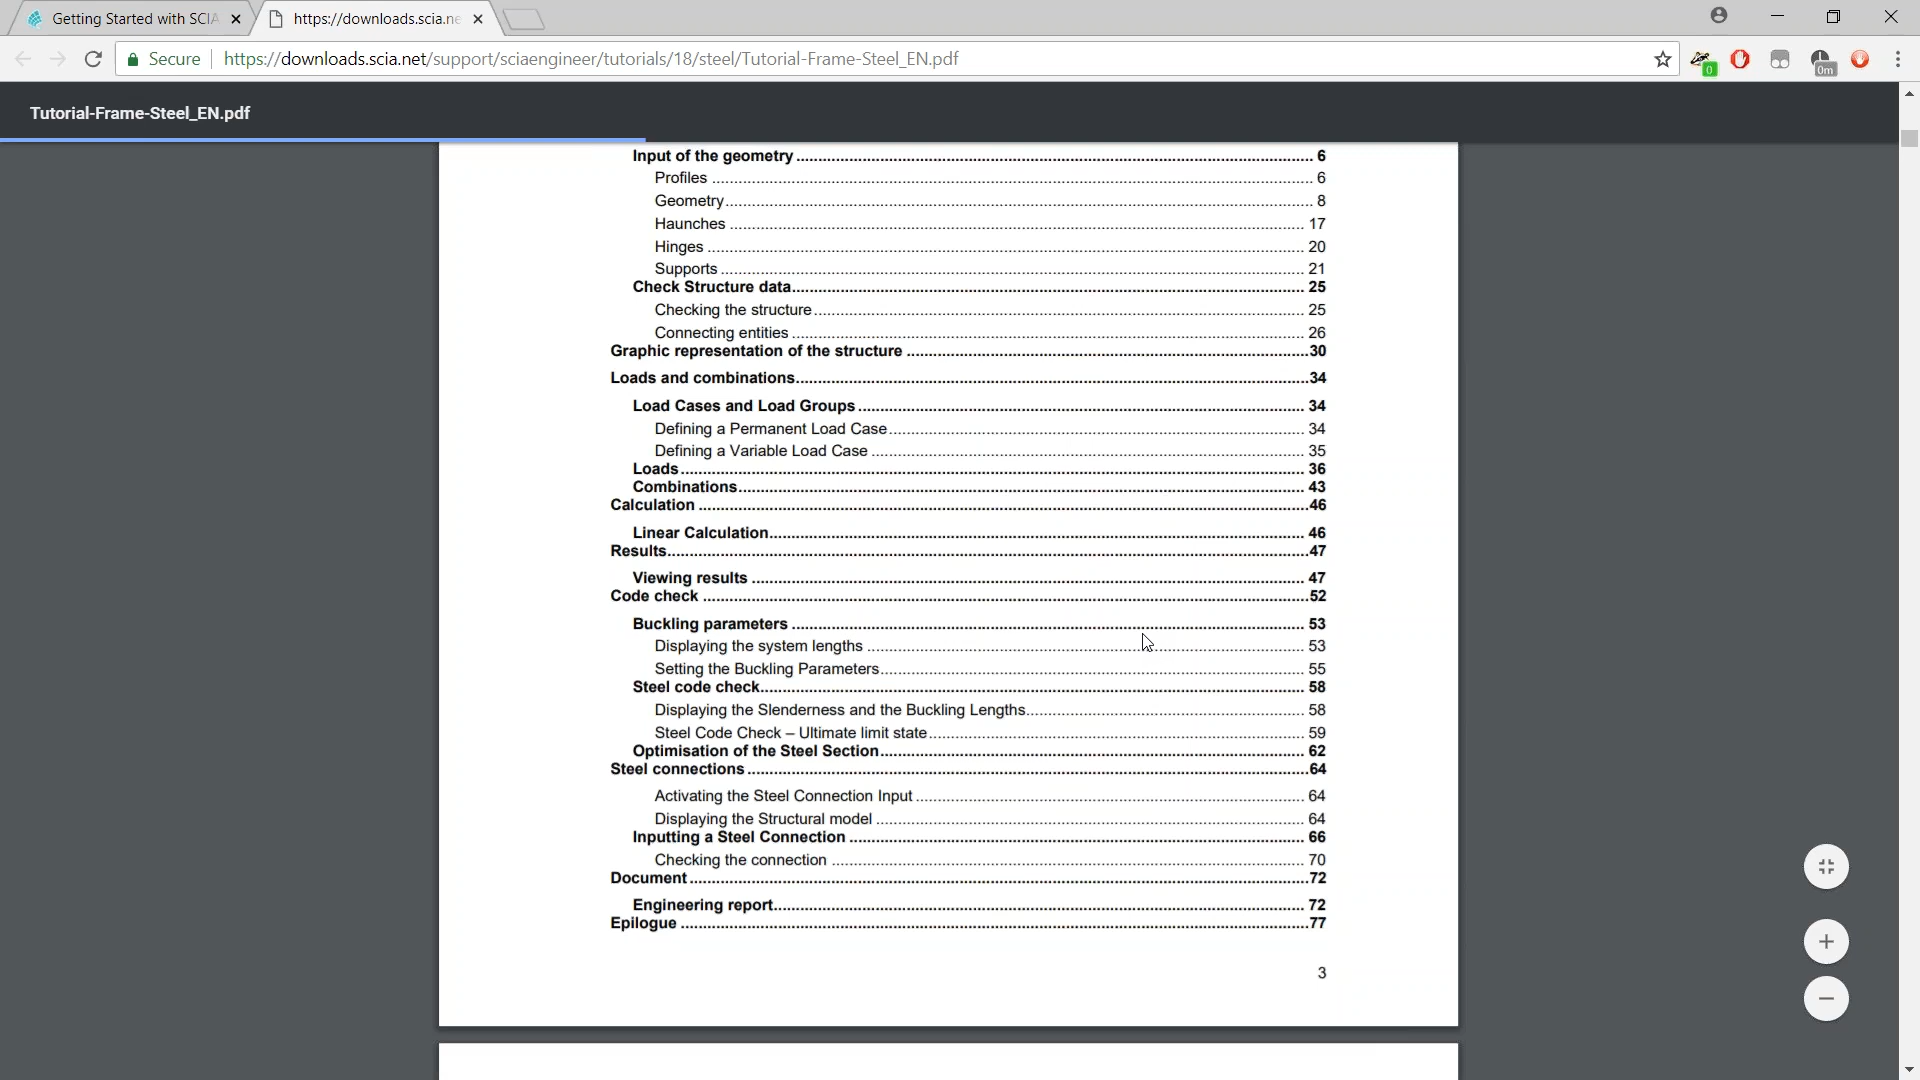 Getting Started with SCIA
https://downloads.scia.ne
Secure
https://downloads.scia.net/support/sciaengineer/tutorials/18/steel/Tutorial-Frame-Steel_EN.pdf
0
0m
Tutorial-Frame-Steel_EN.pdf
Input of the geometry 6
Profiles 6
Geometry 8
Haunches 17
Hinges 20
Supports 21
Check Structure data 25
Checking the structure 25
Connecting entities 26
Graphic representation of the structure 30
Loads and combinations 34
Load Cases and Load Groups 34
Defining a Permanent Load Case 34
Defining a Variable Load Case 35
Loads 36
Combinations 43
Calculation 46
Linear Calculation 46
Results 47
Viewing results 47
Code check 52
Buckling parameters 53
Displaying the system lengths 53
Setting the Buckling Parameters 55
Steel code check 58
Displaying the Slenderness and the Buckling Lengths 58
Steel Code Check – Ultimate limit state 59
Optimisation of the Steel Section 62
Steel connections 64
Activating the Steel Connection Input 64
Displaying the Structural model 64
Inputting a Steel Connection 66
Checking the connection 70
Document 72
Engineering report 72
Epilogue 77
3